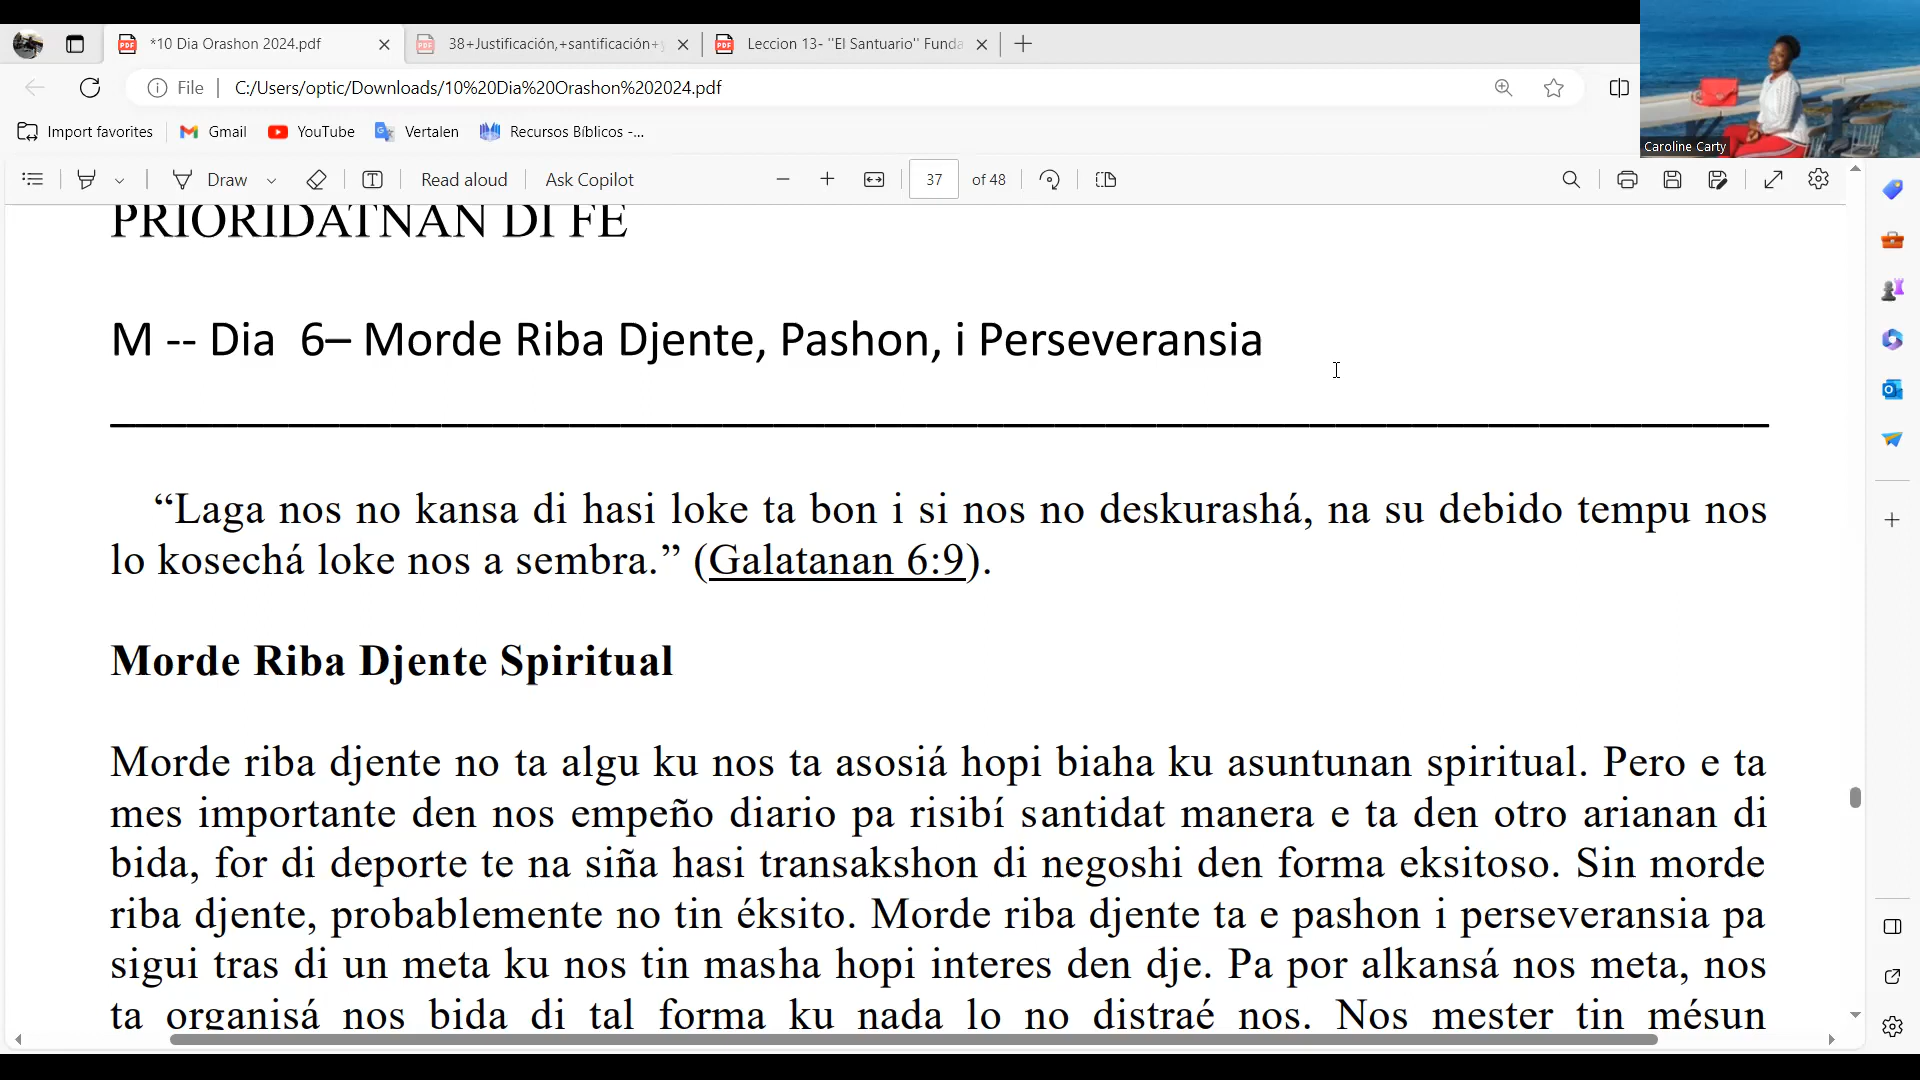 *10 Dia Orashon 2024.pdf
38+Justificación,+santificación+y
Leccion 13- "El Santuario" Funda
File
C:/Users/optic/Downloads/10%20Dia%20Orashon%202024.pdf
Import favorites
Gmail
YouTube
Vertalen
Recursos Bíblicos -...
Caroline Carty
Draw
Read aloud
Ask Copilot
37
of 48
PRIORIDATNAN DI FE
M -- Dia 6– Morde Riba Djente, Pashon, i Perseveransia
“Laga nos no kansa di hasi loke ta bon i si nos no deskurashá, na su debido tempu nos
lo kosechá loke nos a sembra.” (Galatanan 6:9).
Morde Riba Djente Spiritual
Morde riba djente no ta algu ku nos ta asosiá hopi biaha ku asuntunan spiritual. Pero e ta
mes importante den nos empeño diario pa risibí santidat manera e ta den otro arianan di
bida, for di deporte te na siña hasi transakshon di negoshi den forma eksitoso. Sin morde
riba djente, probablemente no tin éksito. Morde riba djente ta e pashon i perseveransia pa
sigui tras di un meta ku nos tin masha hopi interes den dje. Pa por alkansá nos meta, nos
ta organisá nos bida di tal forma ku nada lo no distraé nos. Nos mester tin mésun